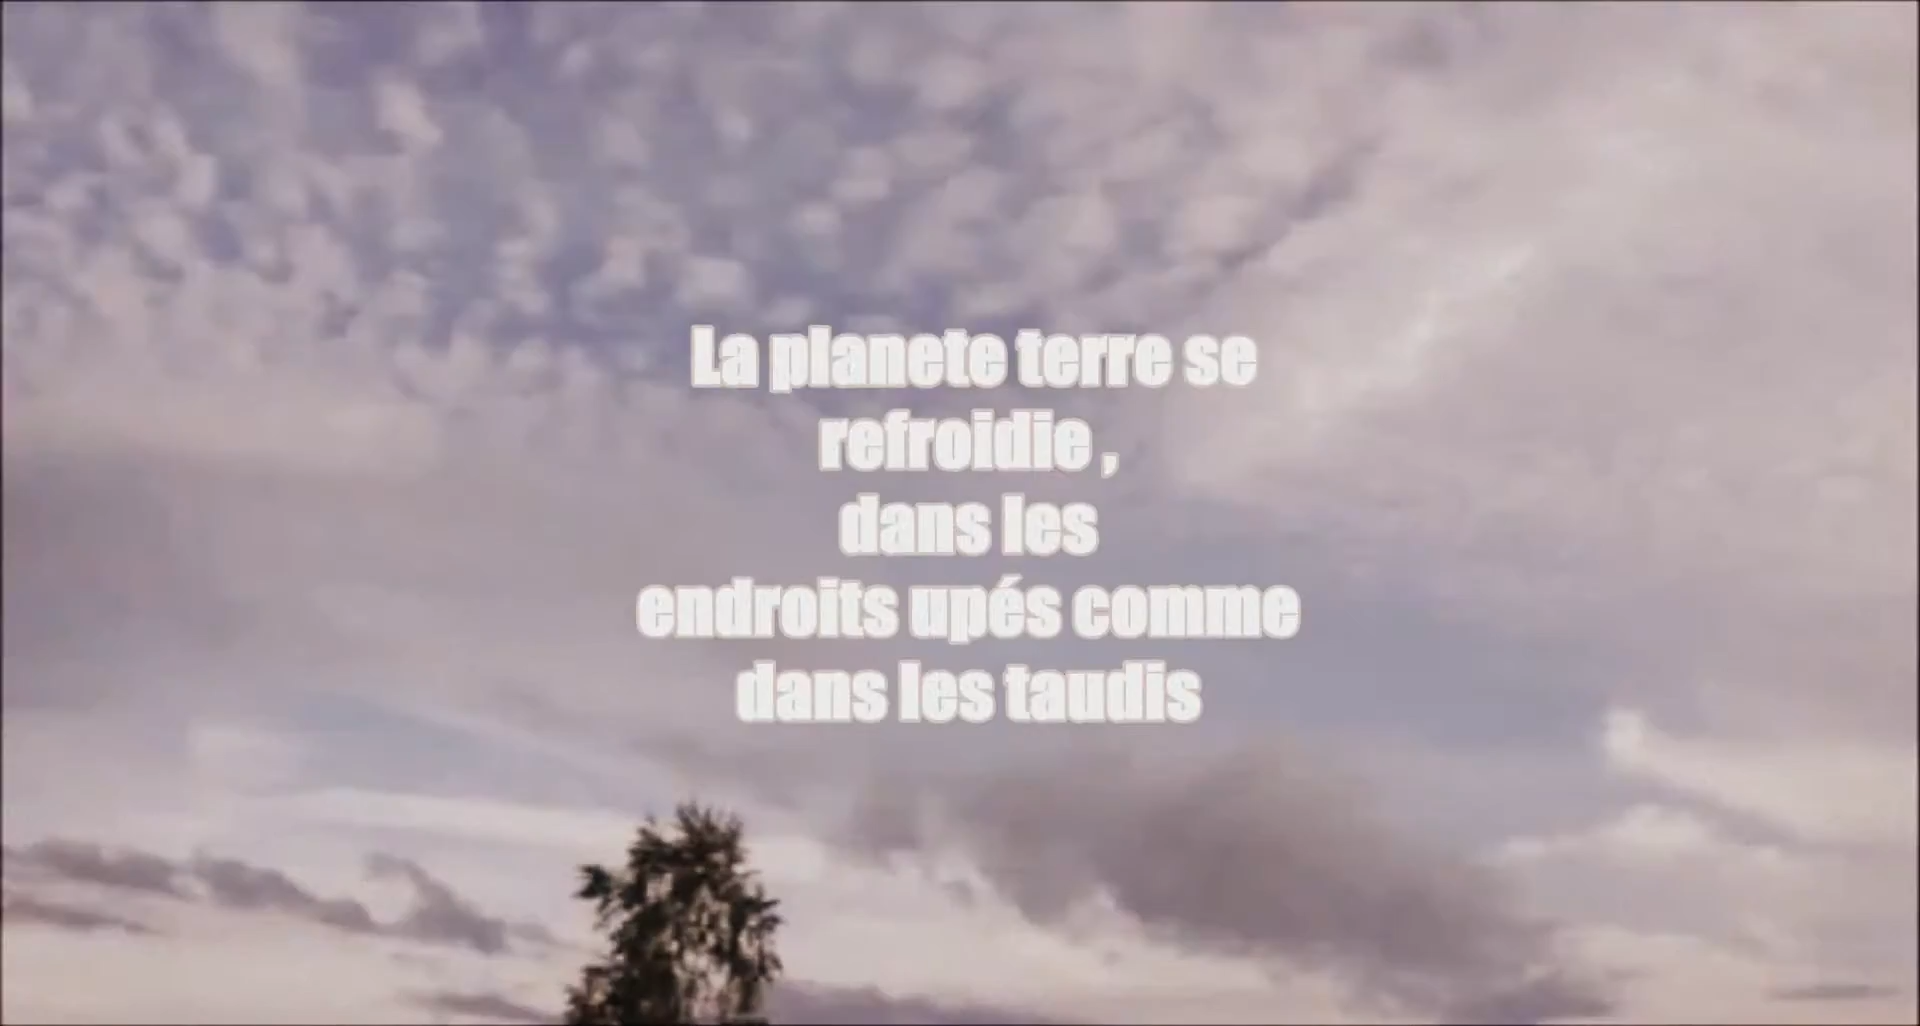 La planete terre se
refroidie ,
dans les
endroits upés comme
dans les taudis